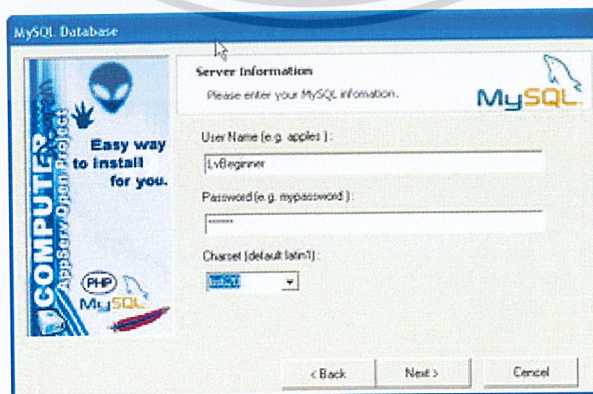 MySQL Database
Server Information
Please enter your MySQL infomation.
MySQL
User Name (e.g. apples ) :
LvBeginner
Password (e.g. mypassword ) :
Charset (default latin1) :
COMPUTER
AppServ Open Project
Easy way
to install
for you.
PHP
MySQL
< Back
Next >
Cancel